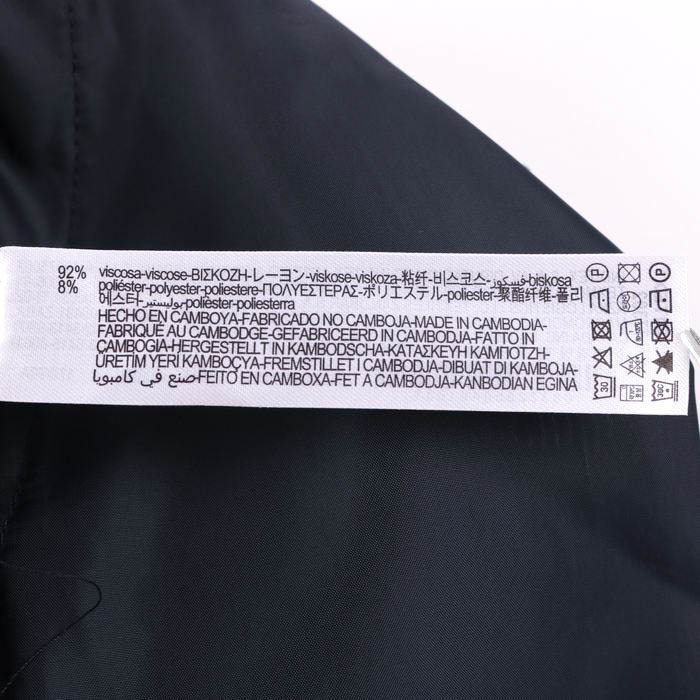 92% viscosa-viscose-ΒΙΣΚΟΖΗ-レーヨン-viskose-viskoza-粘纤-비스코스-فسكوز-biskosa
8% poliéster-polyester-poliestere-ΠΟΛΥΕΣΤΕΡΑΣ-ポリエステル-poliester-聚酯纤维-폴리
에스터-بوليستير-polièster-poliesterra
HECHO EN CAMBOYA-FABRICADO NO CAMBOJA-MADE IN CAMBODIA-
FABRIQUÉ AU CAMBODGE-GEFABRICEERD IN CAMBODJA-FATTO IN
CAMBOGIA-HERGESTELLT IN KAMBODSCHA-ΚΑΤΑΣΚΕΥΗ ΚΑΜΠΟΤΖΗ-
ÜRETİM YERİ KAMBOÇYA-FREMSTILLET I CAMBODJA-DIBUAT DI KAMBOJA-
صنع في كامبوديا-FEITO EN CAMBOXA-FET A CAMBODJA-KANBODIAN EGINA
P P
30 30C